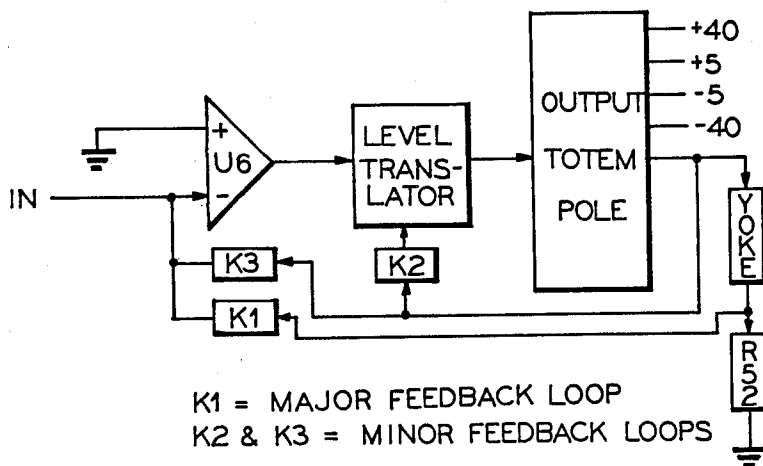 +40
+5
-5
-40
OUTPUT
TOTEM
POLE
LEVEL
TRANS-
LATOR
+
U6
-
IN
K3
K2
K1
YOKE
R52
K1 = MAJOR FEEDBACK LOOP
K2 & K3 = MINOR FEEDBACK LOOPS